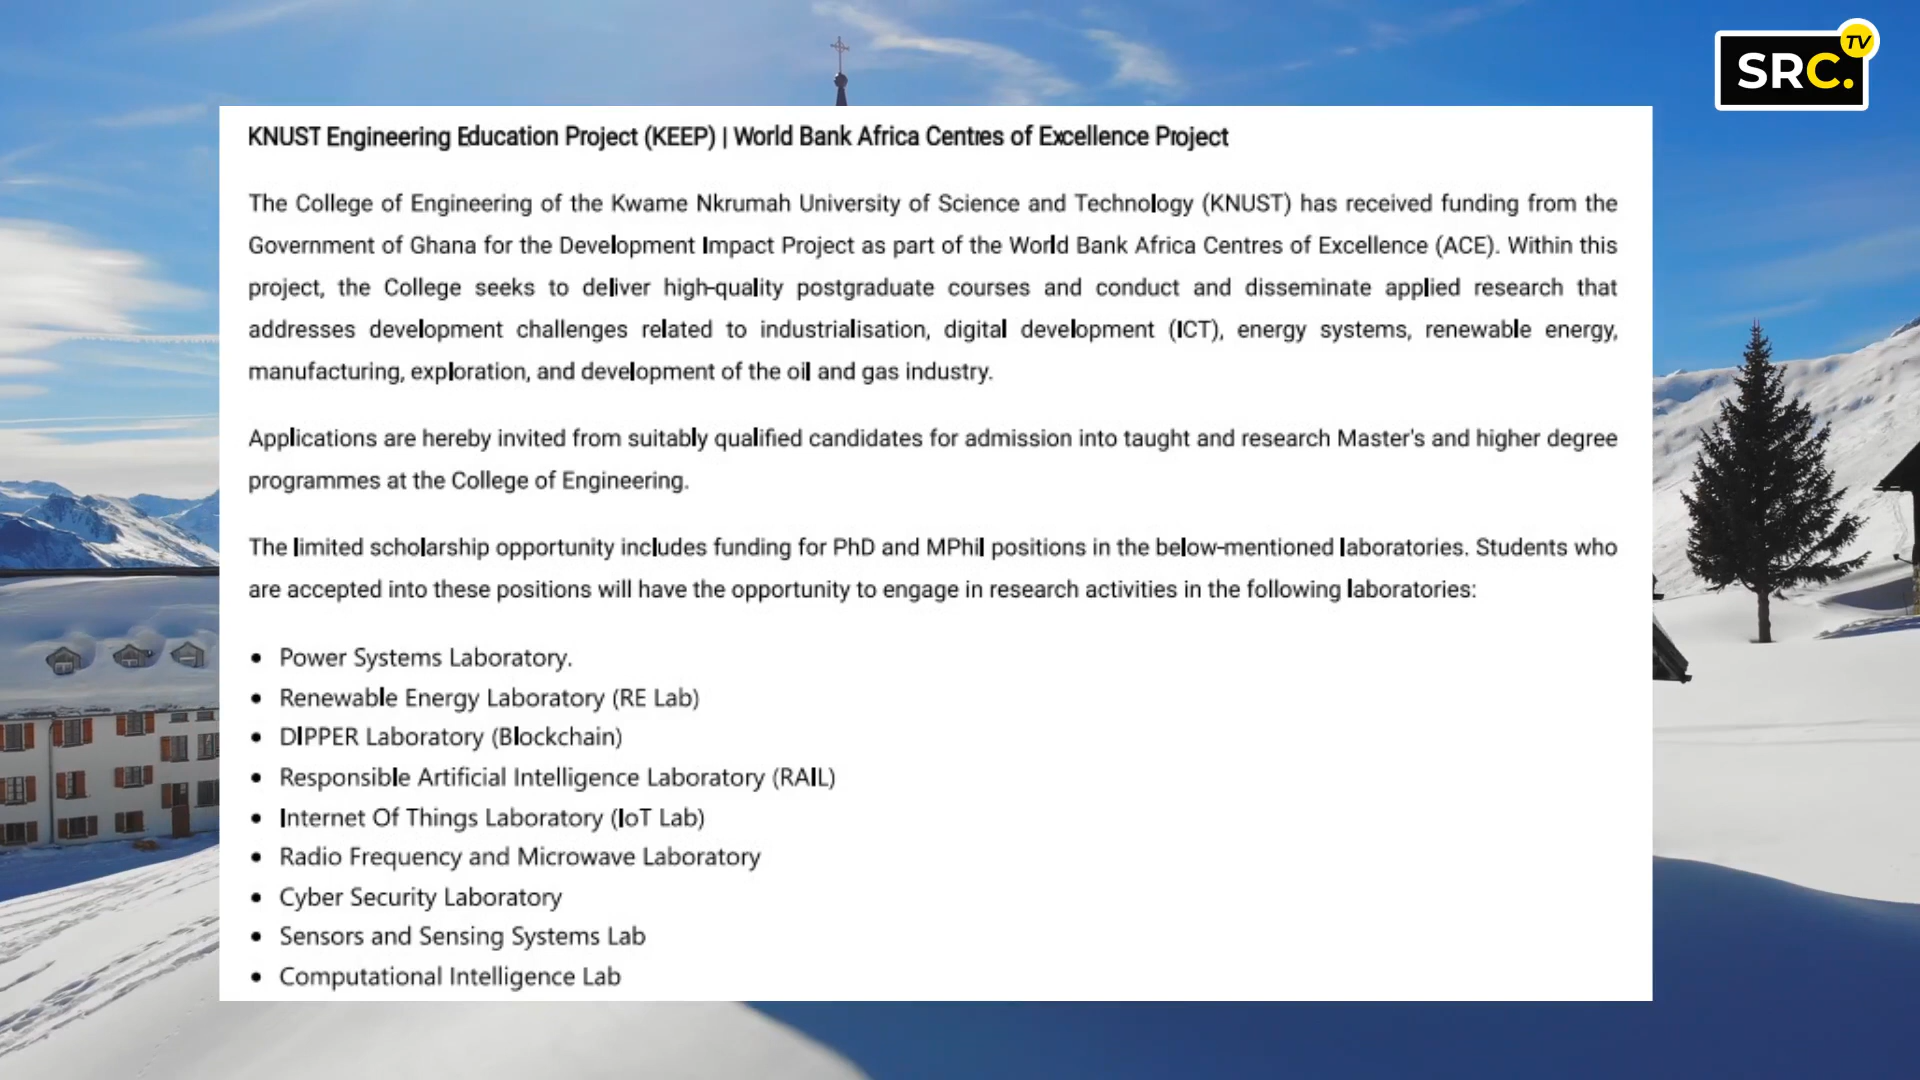 SRC. TV
KNUST Engineering Education Project (KEEP) | World Bank Africa Centres of Excellence Project
The College of Engineering of the Kwame Nkrumah University of Science and Technology (KNUST) has received funding from the
Government of Ghana for the Development Impact Project as part of the World Bank Africa Centres of Excellence (ACE). Within this
project, the College seeks to deliver high-quality postgraduate courses and conduct and disseminate applied research that
addresses development challenges related to industrialisation, digital development (ICT), energy systems, renewable energy,
manufacturing, exploration, and development of the oil and gas industry.
Applications are hereby invited from suitably qualified candidates for admission into taught and research Master's and higher degree
programmes at the College of Engineering.
The limited scholarship opportunity includes funding for PhD and MPhil positions in the below-mentioned laboratories. Students who
are accepted into these positions will have the opportunity to engage in research activities in the following laboratories:
• Power Systems Laboratory.
• Renewable Energy Laboratory (RE Lab)
• DIPPER Laboratory (Blockchain)
• Responsible Artificial Intelligence Laboratory (RAIL)
• Internet Of Things Laboratory (IoT Lab)
• Radio Frequency and Microwave Laboratory
• Cyber Security Laboratory
• Sensors and Sensing Systems Lab
• Computational Intelligence Lab